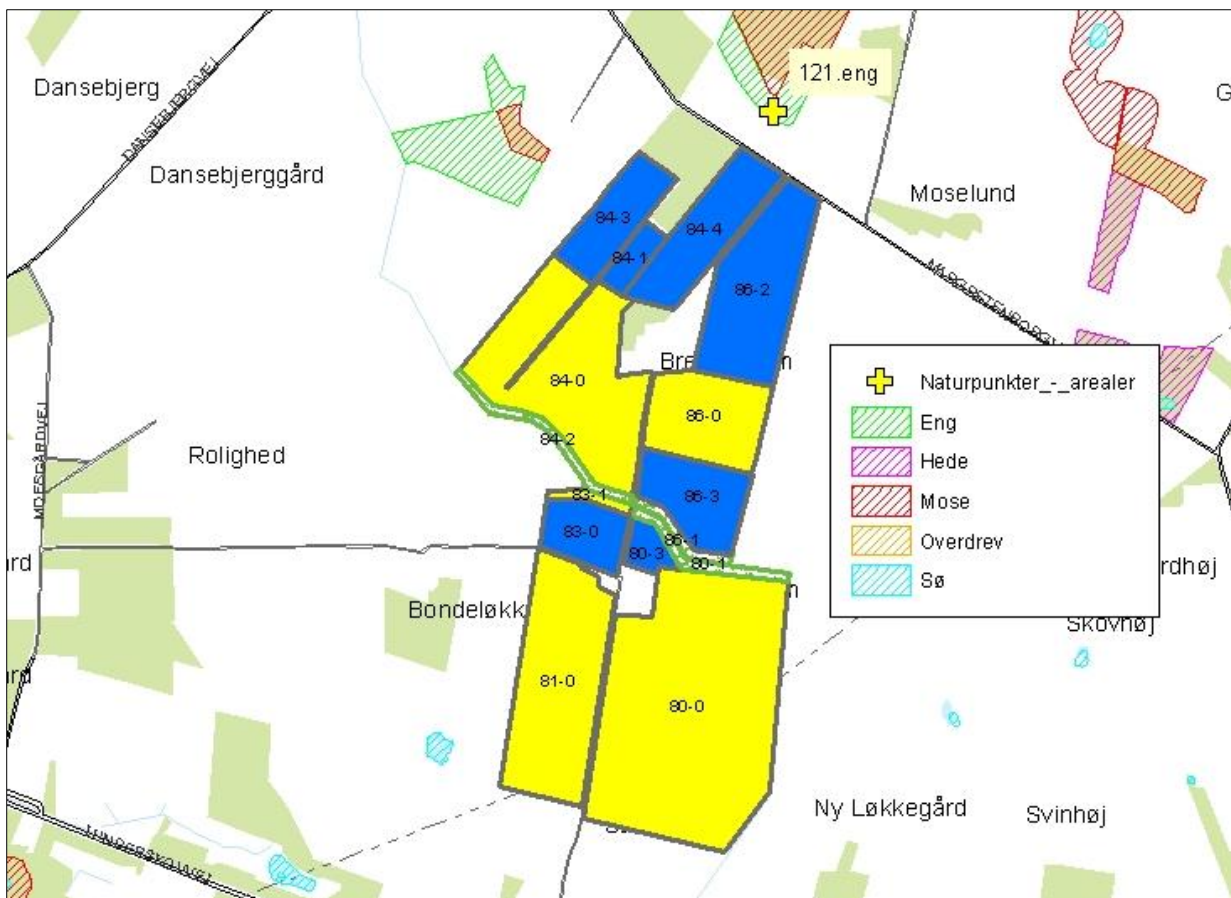 121.eng
Dansebjerg
G
DANSEBJERGVEJ
Dansebjerggård
Moselund
84-3
84-4
84-1
86-2
Naturpunkter_-_arealer
84-0
86-0
Eng
84-2
Rolighed
Hede
83-1
86-3
Mose
83-0
86-1
Overdrev
80-3
80-1
rdhøj
Sø
Skovhøj
81-0
80-0
Ny Løkkegård
Svinhøj